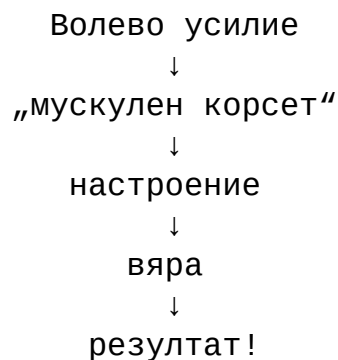 Волево усилие
↓
„мускулен корсет“
↓
настроение
↓
вяра
↓
резултат!